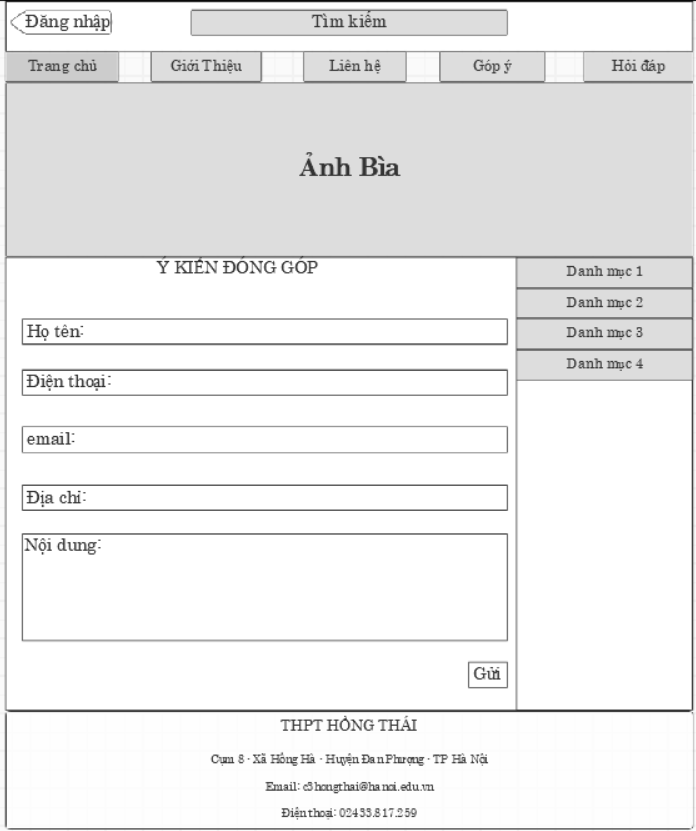 Đăng nhập
Tìm kiếm
Trang chủ
Giới Thiệu
Liên hệ
Góp ý
Hỏi đáp
Ảnh Bìa
Ý KIẾN ĐÓNG GÓP
Danh mục 1
Danh mục 2
Danh mục 3
Danh mục 4
Họ tên:
Điện thoại:
email:
Địa chỉ:
Nội dung:
Gửi
THPT HỒNG THÁI
Cụm 8 - Xã Hồng Hà - Huyện Đan Phượng - TP Hà Nội
Email: c3hongthai@hanoi.edu.vn
Điện thoại: 02433.817.259